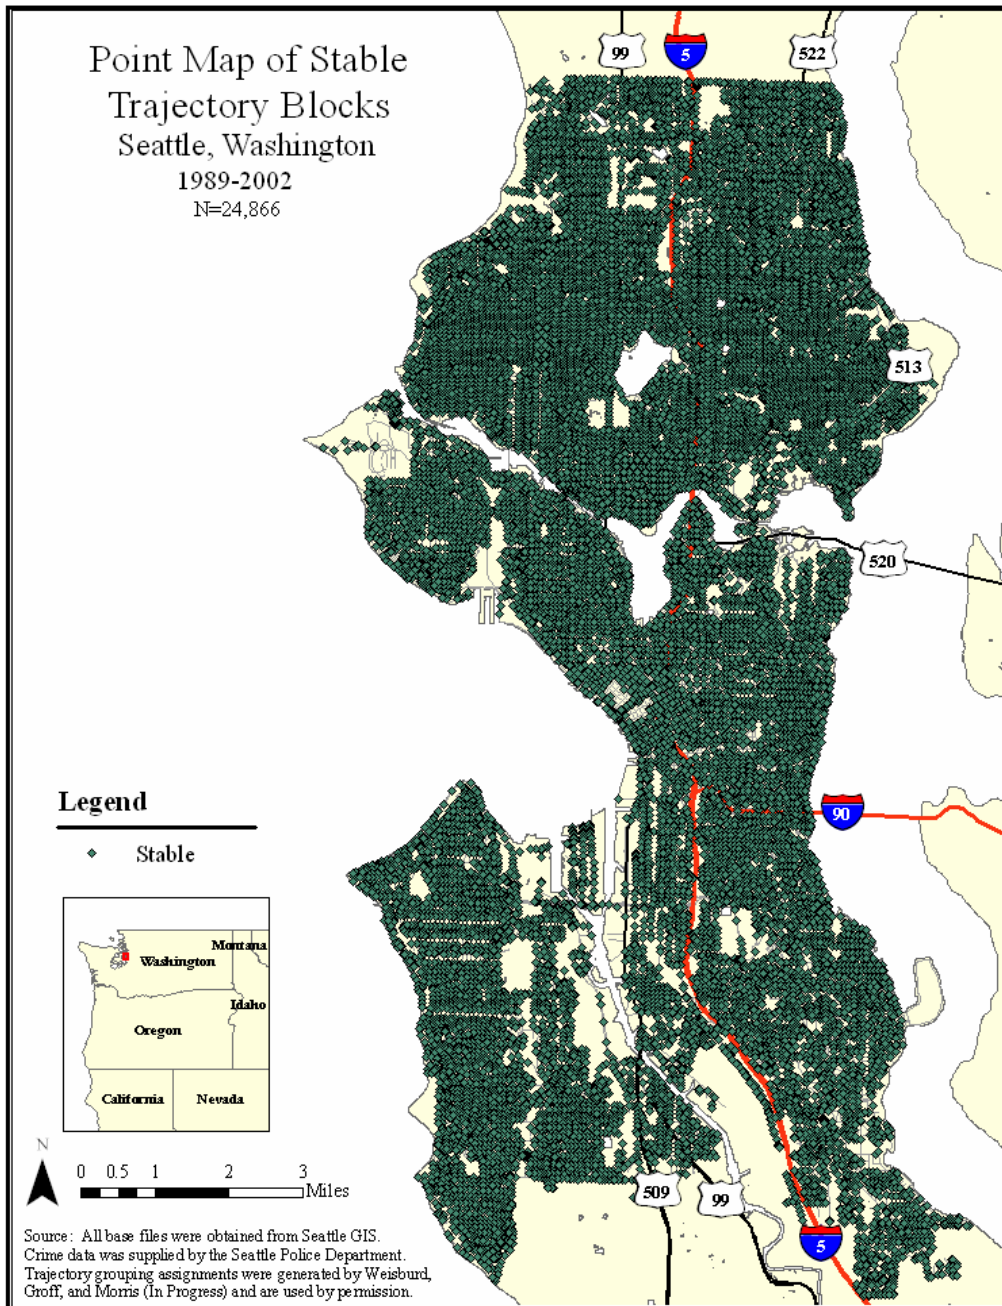 Point Map of Stable
Trajectory Blocks
Seattle, Washington
1989-2002
N=24,866
99
5
522
513
520
90
Legend
Stable
Montana
Washington
Idaho
Oregon
California
Nevada
N
0 0.5 1 2 3
Miles
509
99
5
Source: All base files were obtained from Seattle GIS.
Crime data was supplied by the Seattle Police Department.
Trajectory grouping assignments were generated by Weisburd,
Groff, and Morris (In Progress) and are used by permission.